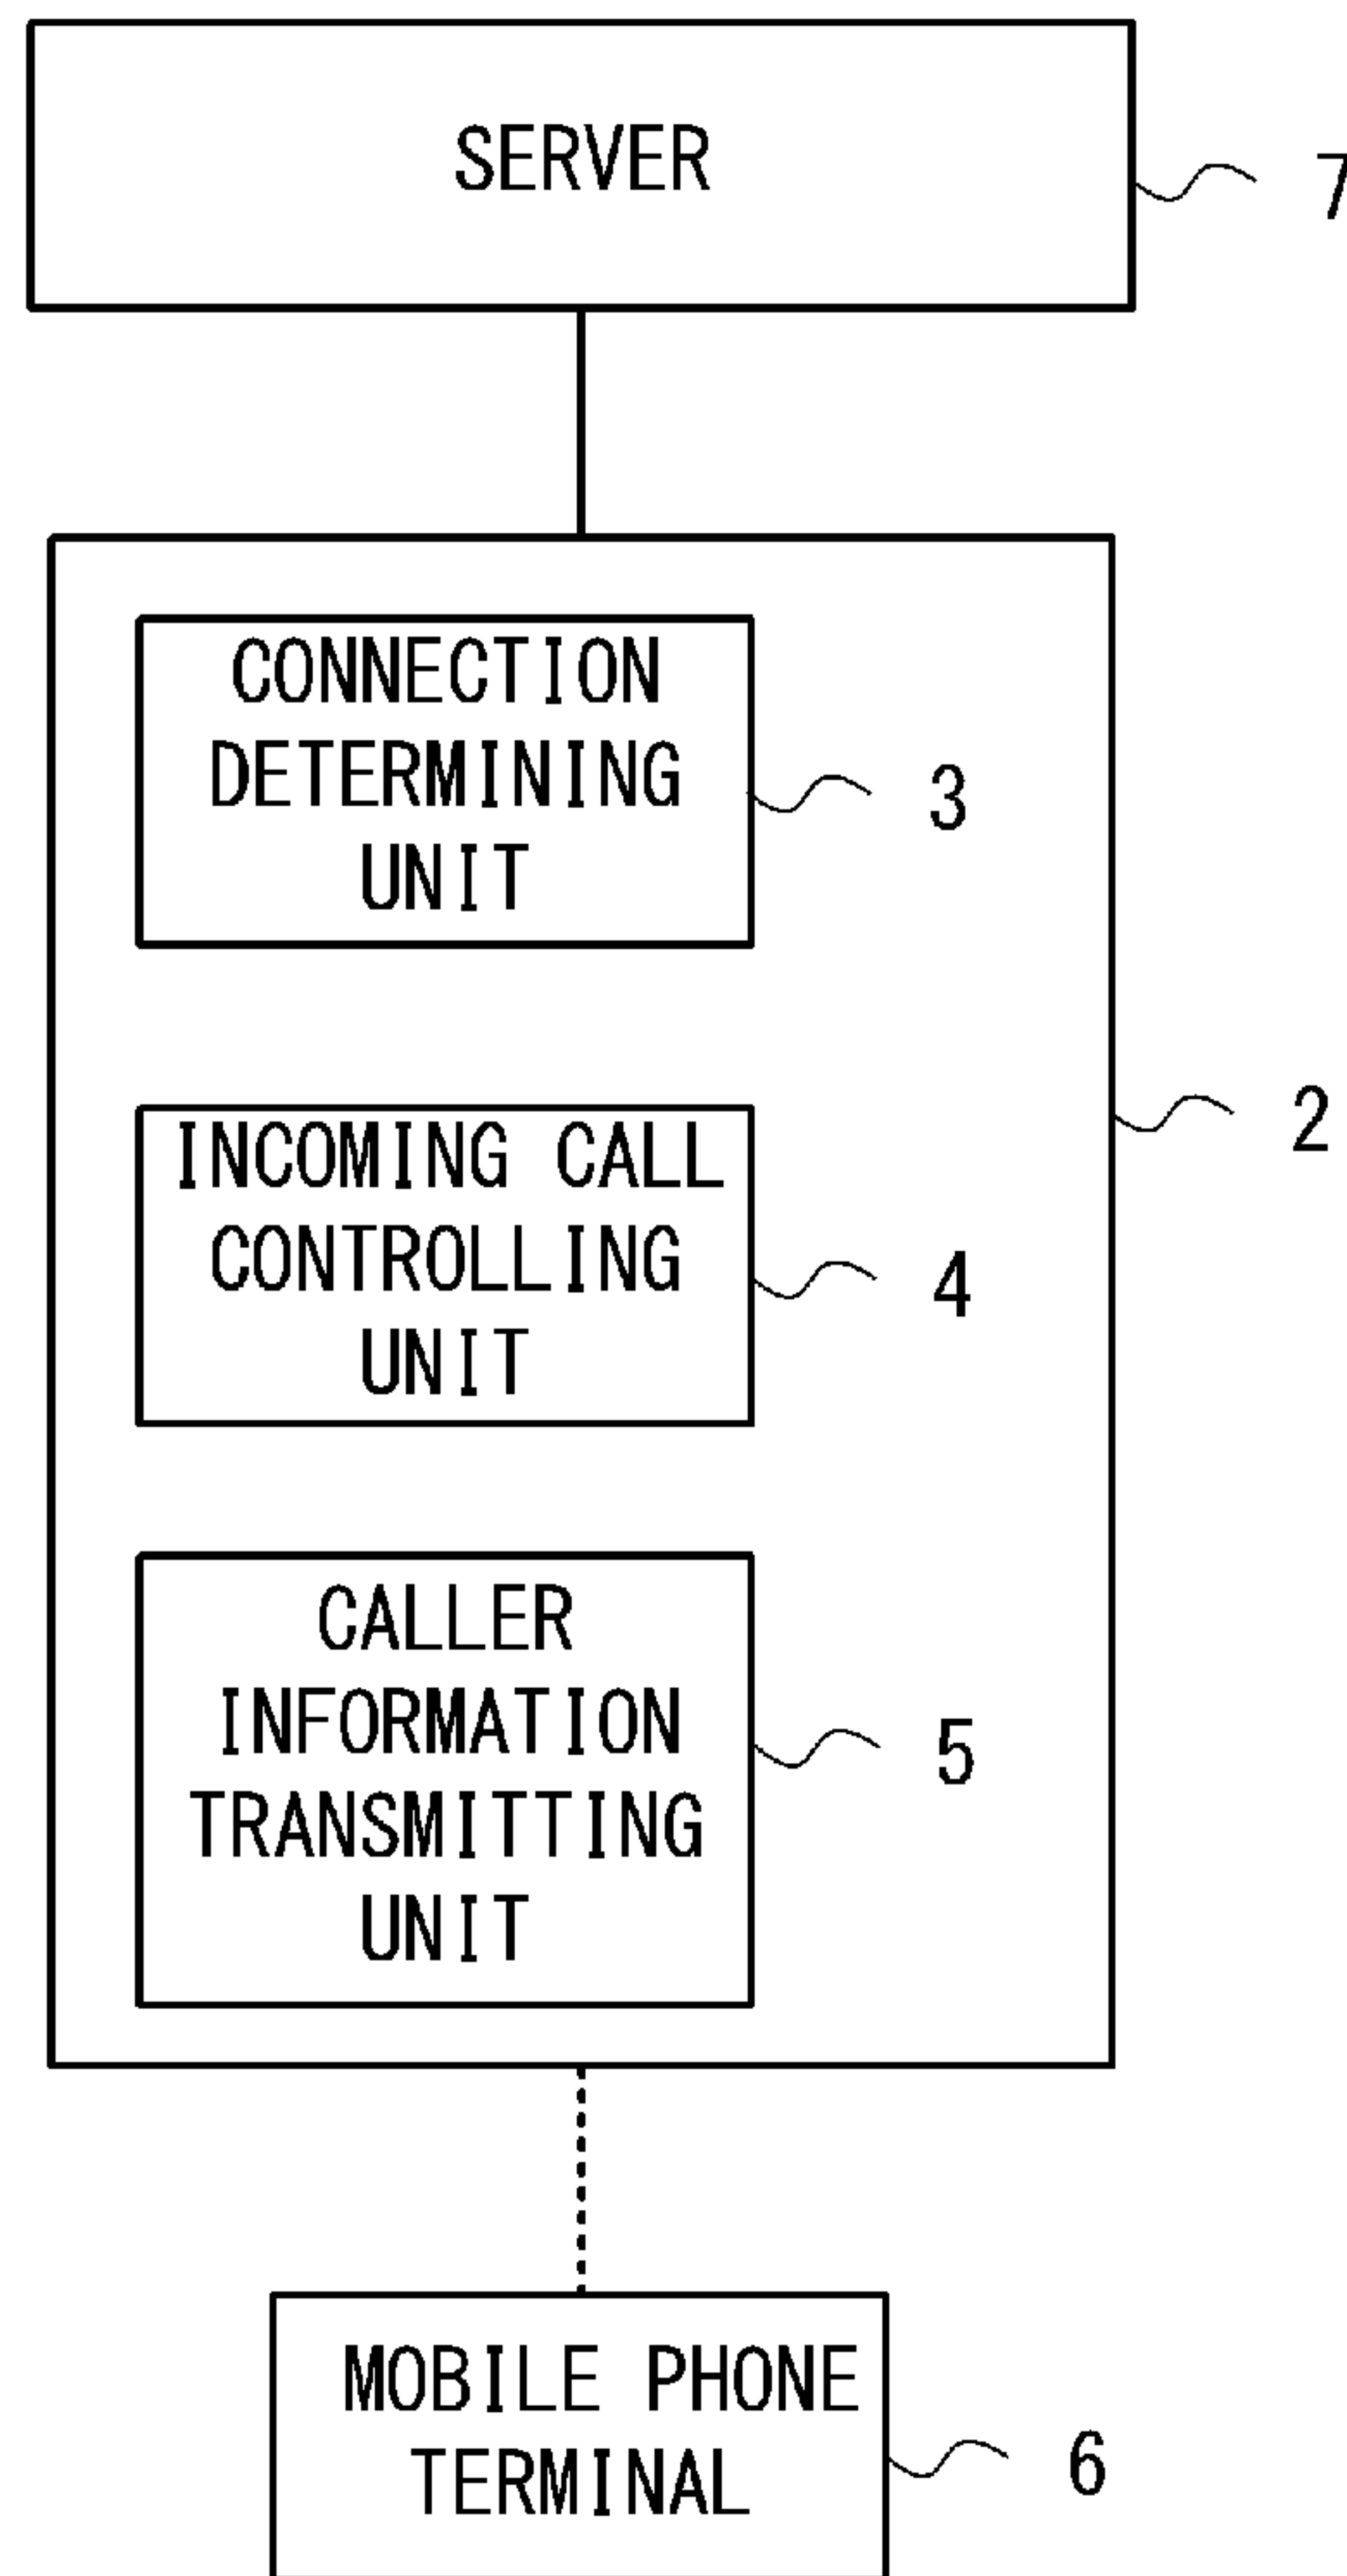 SERVER
7
CONNECTION
DETERMINING
UNIT
3
2
INCOMING CALL
CONTROLLING
UNIT
4
CALLER
INFORMATION
TRANSMITTING
UNIT
5
MOBILE PHONE
TERMINAL
6